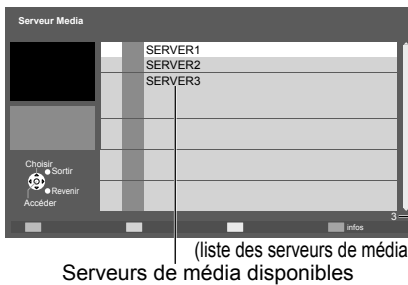 Serveur Media
SERVER1
SERVER2
SERVER3
Choisir
Sortir
Revenir
Accéder
3
infos
(liste des serveurs de média
Serveurs de média disponibles